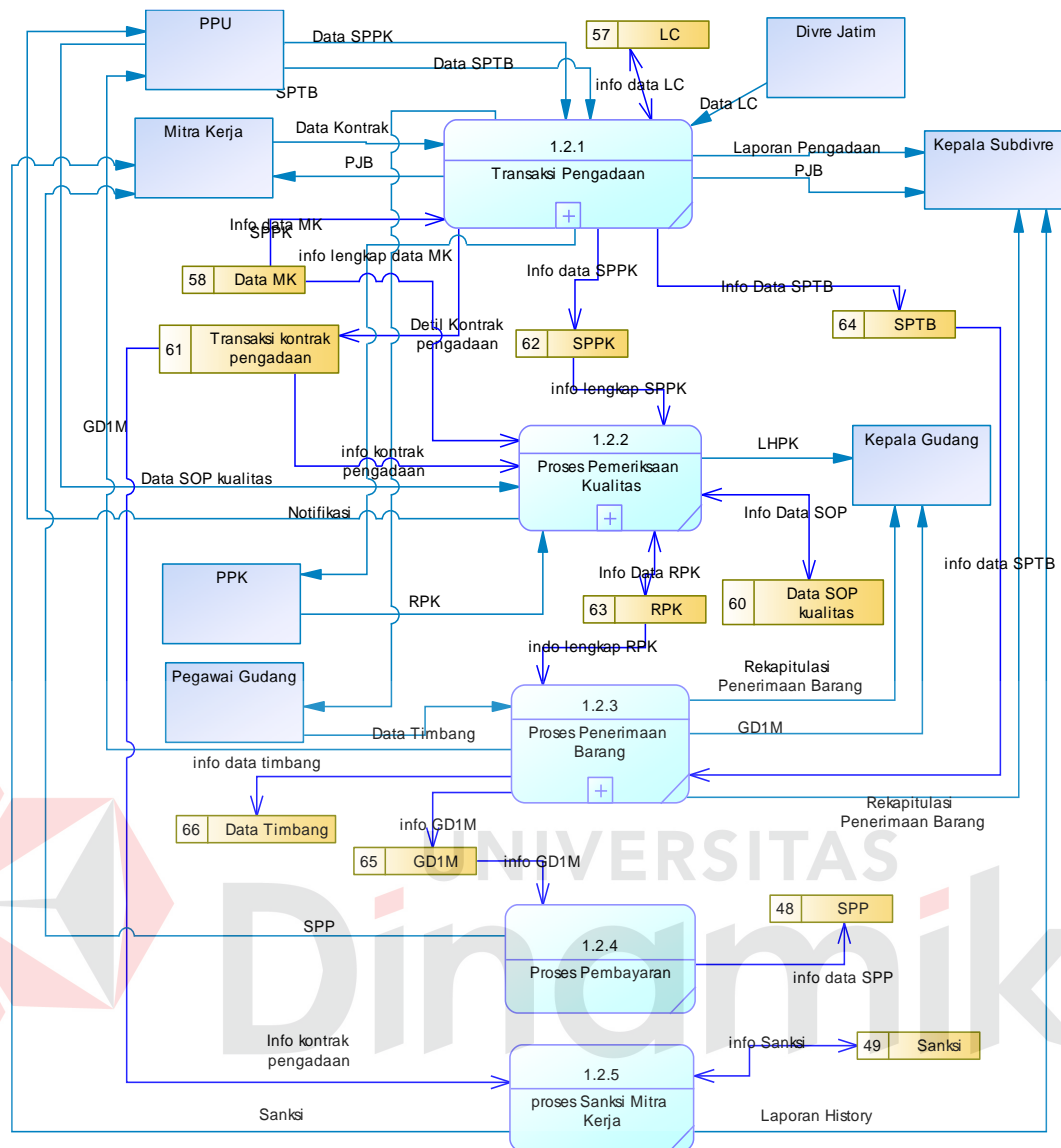 PPU
Data SPPK
57
LC
Divre Jatim
Data SPTB
info data LC
SPTB
Data LC
Mitra Kerja
Data Kontrak
1.2.1
Transaksi Pengadaan
Laporan Pengadaan
Kepala Subdivre
PJB
PJB
Info data MK
SPPK
info lengkap data MK
58
Data MK
Info data SPPK
Info Data SPTB
61
Transaksi kontrak
pengadaan
Detil Kontrak
pengadaan
62
SPPK
64
SPTB
info lengkap SPPK
GD1M
1.2.2
Proses Pemeriksaan
Kualitas
LHPK
Kepala Gudang
info kontrak
pengadaan
Data SOP kualitas
Notifikasi
Info Data SOP
info data SPTB
PPK
RPK
Info Data RPK
63
RPK
60
Data SOP
kualitas
indo lengkap RPK
Pegawai Gudang
Rekapitulasi
Penerimaan Barang
1.2.3
Proses Penerimaan
Barang
GD1M
Data Timbang
info data timbang
Rekapitulasi
Penerimaan Barang
66
Data Timbang
info GD1M
65
GD1M
info GD1M
UNIVERSITAS
Dinamik
48
SPP
SPP
1.2.4
Proses Pembayaran
info data SPP
Info kontrak
pengadaan
info Sanksi
49
Sanksi
1.2.5
proses Sanksi Mitra
Kerja
Sanksi
Laporan History